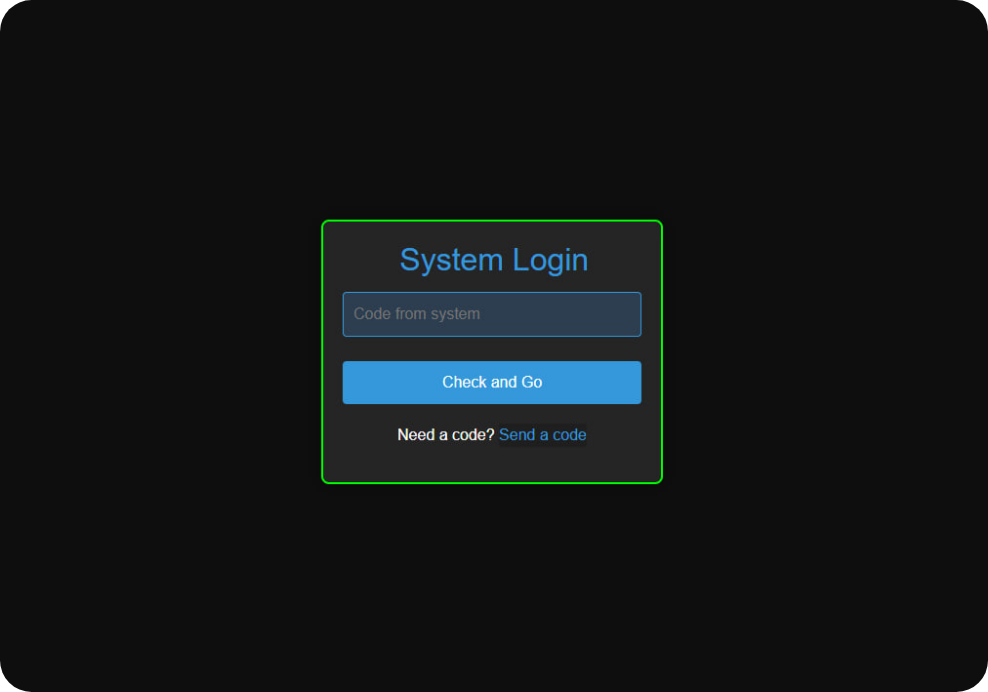 System Login
Code from system
Check and Go
Need a code? Send a code